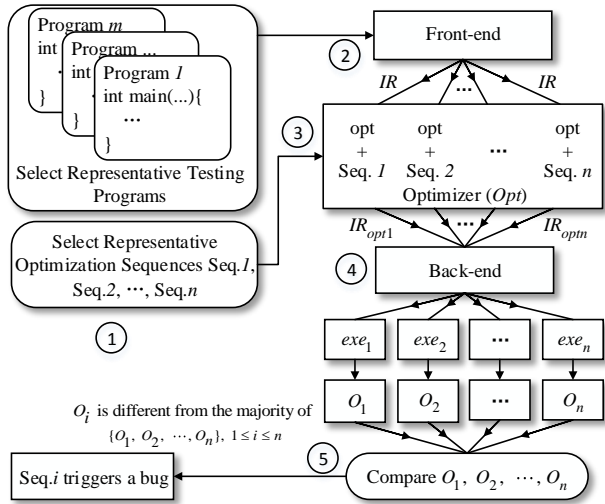 Program m
int
}
Program ...
int
}
Program 1
int main(...){
...
}
Select Representative Testing
Programs
Select Representative
Optimization Sequences Seq.1,
Seq.2, ⋯, Seq.n
1
2
Front-end
IR
...
IR
3
opt opt opt
+ + ... +
Seq. 1 Seq. 2 Seq. n
Optimizer (Opt)
IRopt1
...
IRoptn
4
Back-end
exe1 exe2 ... exen
O1 O2 ... On
Oi is different from the majority of
{O1, O2, ⋯, On}, 1 ≤ i ≤ n
5
Seq.i triggers a bug
Compare O1, O2, ⋯, On